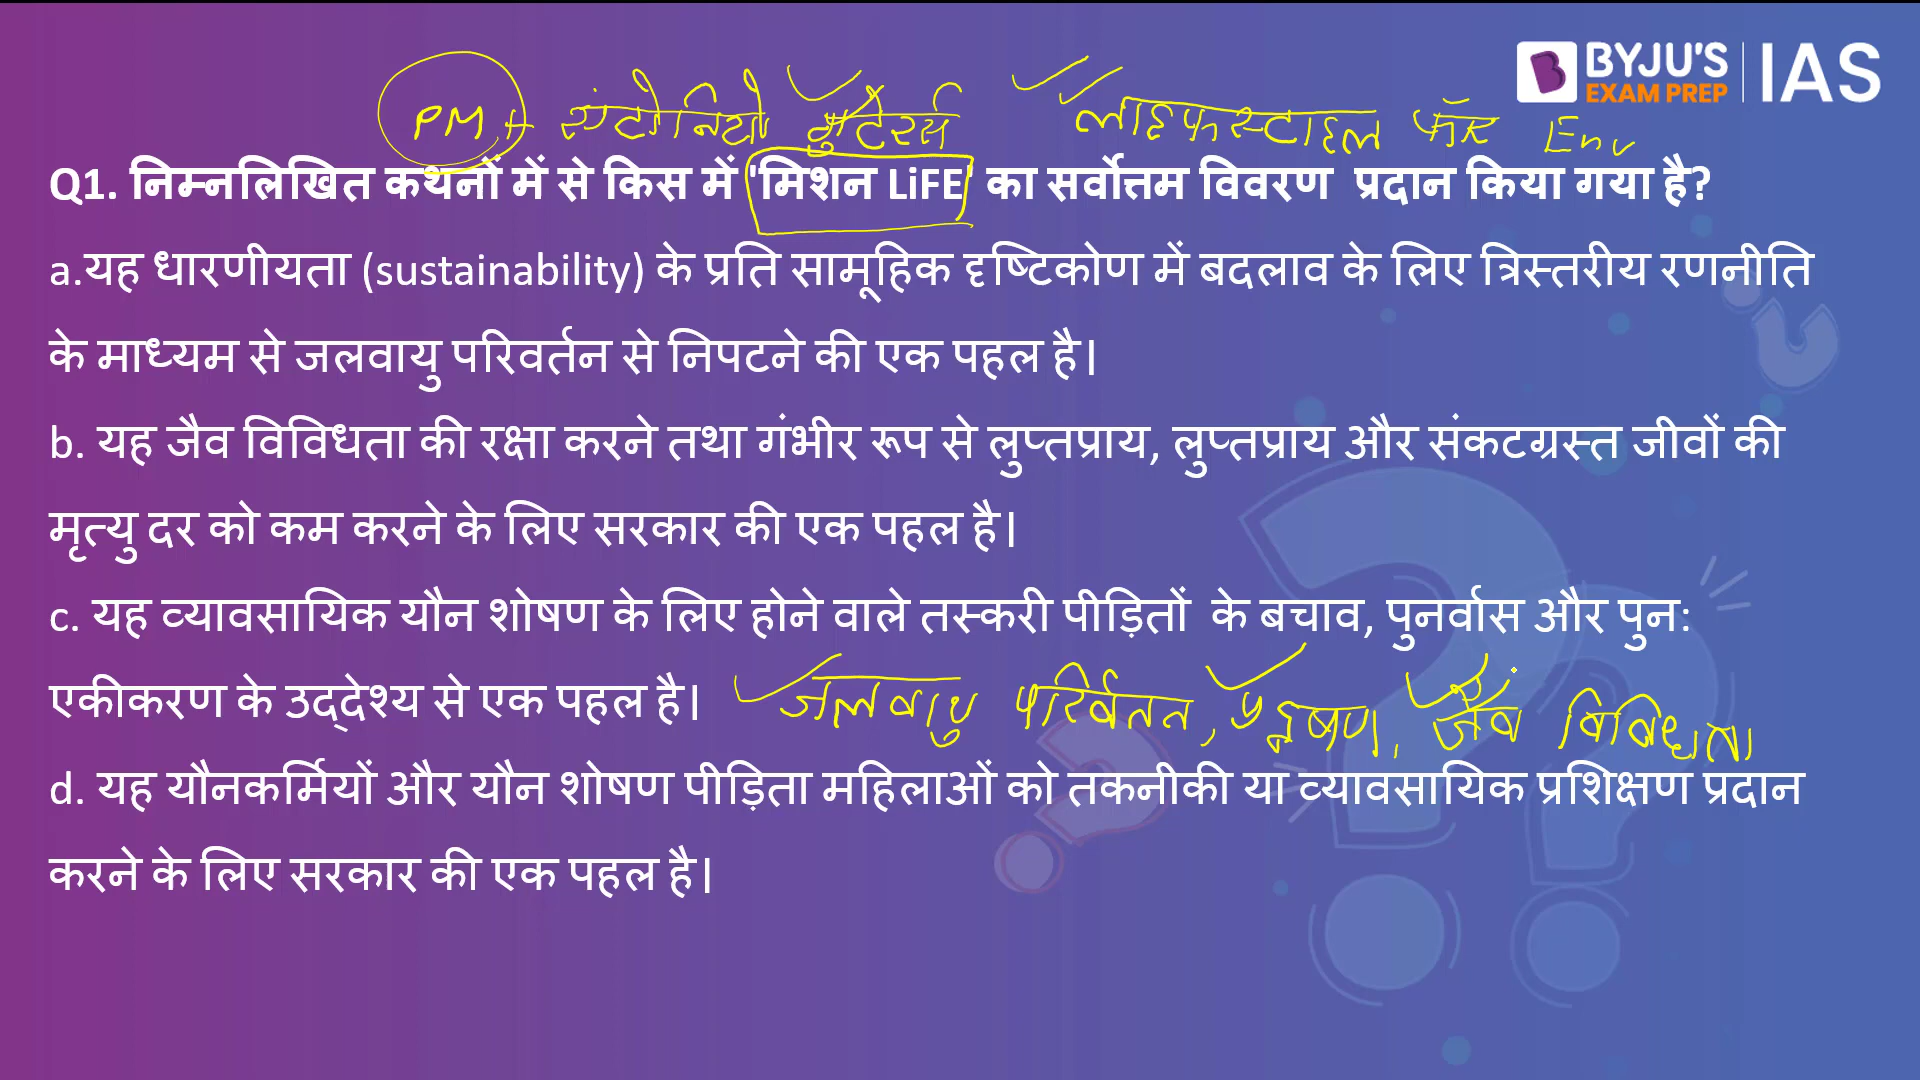 BYJU'S
EXAM PREP
IAS
PM + एंटोनियो गुटेरर्स लाइफस्टाइल फॉर Env
Q1. निम्नलिखित कथनों में से किस में 'मिशन LiFE' का सर्वोत्तम विवरण प्रदान किया गया है?
a.यह धारणीयता (sustainability) के प्रति सामूहिक दृष्टिकोण में बदलाव के लिए त्रिस्तरीय रणनीति
के माध्यम से जलवायु परिवर्तन से निपटने की एक पहल है।
b. यह जैव विविधता की रक्षा करने तथा गंभीर रूप से लुप्तप्राय, लुप्तप्राय और संकटग्रस्त जीवों की
मृत्यु दर को कम करने के लिए सरकार की एक पहल है।
c. यह व्यावसायिक यौन शोषण के लिए होने वाले तस्करी पीड़ितों के बचाव, पुनर्वास और पुनः
एकीकरण के उद्देश्य से एक पहल है।
जलवायु परिवर्तन, प्रदूषण, जैव विविधता
d. यह यौनकर्मियों और यौन शोषण पीड़िता महिलाओं को तकनीकी या व्यावसायिक प्रशिक्षण प्रदान
करने के लिए सरकार की एक पहल है।